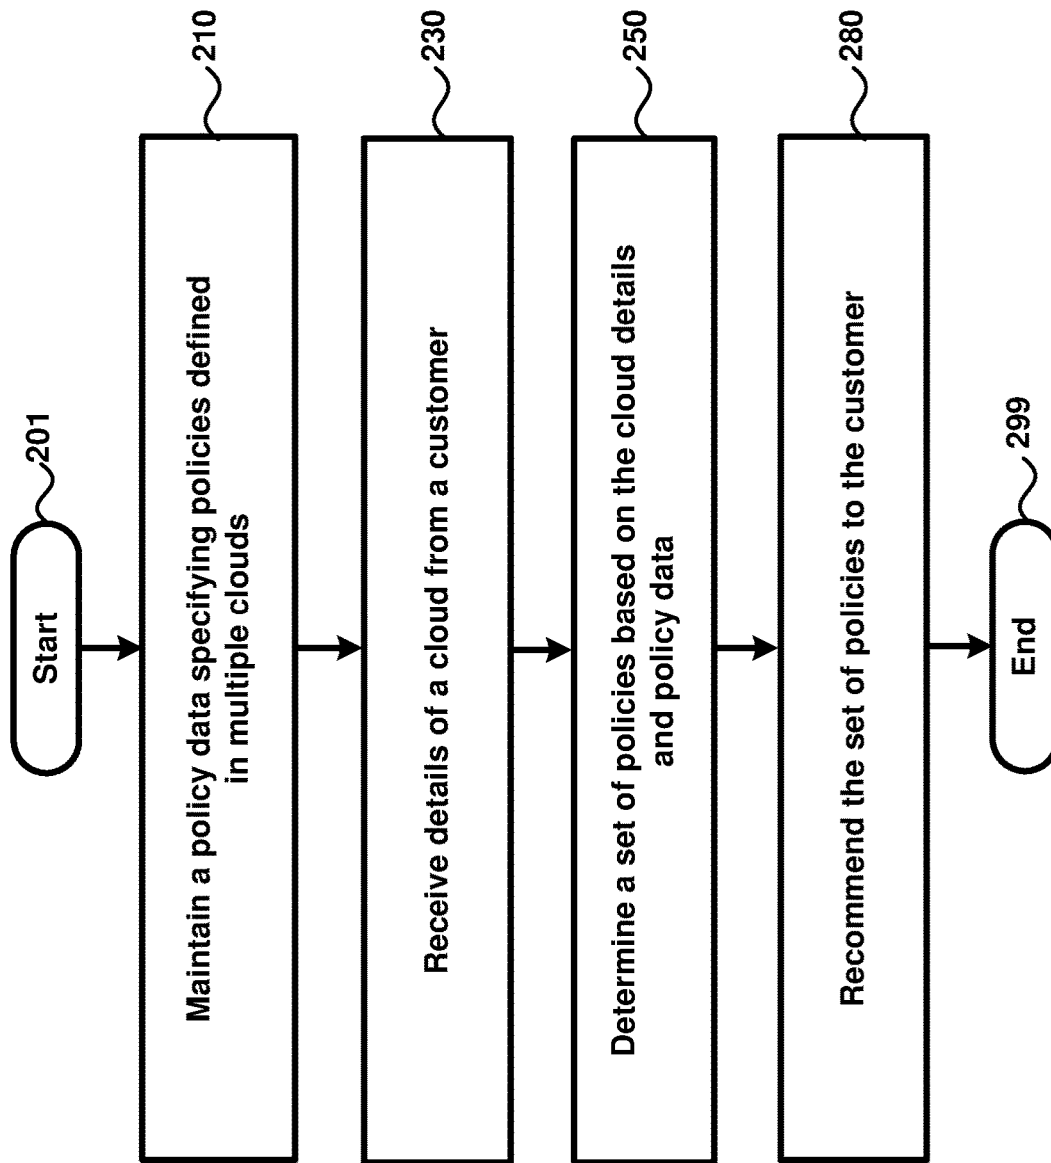 Start
201
Maintain a policy data specifying policies defined
in multiple clouds
210
Receive details of a cloud from a customer
230
Determine a set of policies based on the cloud details
and policy data
250
Recommend the set of policies to the customer
280
End
299